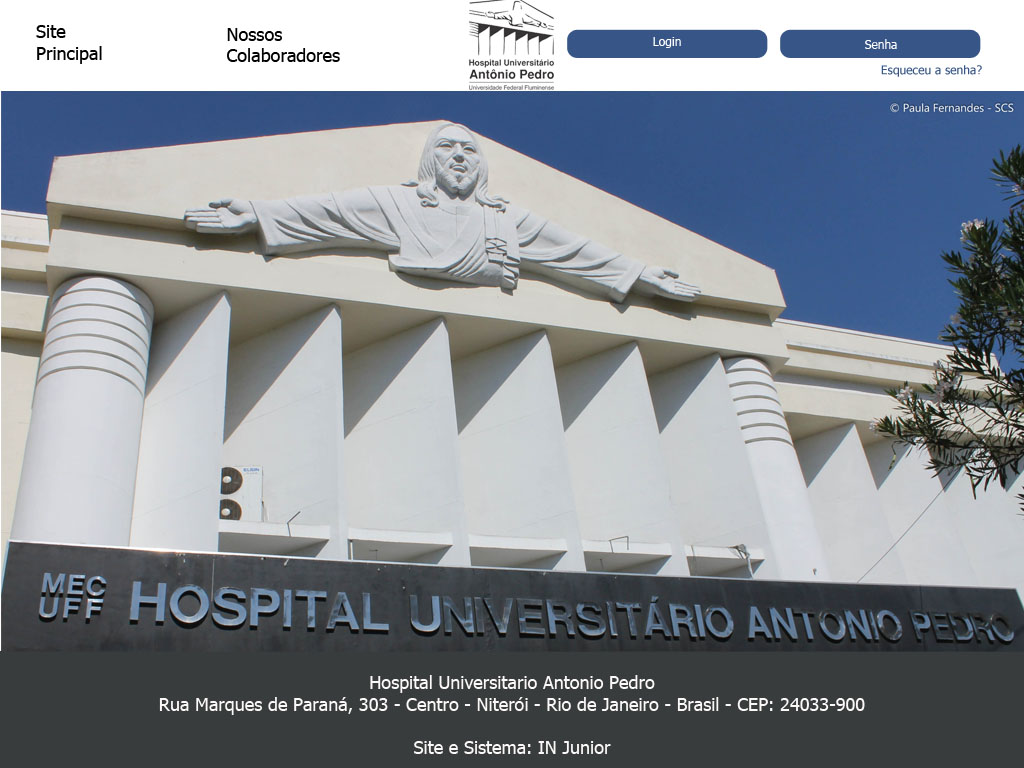 Site
Principal
Nossos
Colaboradores
Hospital Universitário
Antônio Pedro
Universidade Federal Fluminense
Login
Senha
Esqueceu a senha?
© Paula Fernandes - SCS
ELGIN
MEC
UFF
HOSPITAL UNIVERSITÁRIO ANTONIO PEDRO
Hospital Universitario Antonio Pedro
Rua Marques de Paraná, 303 - Centro - Niterói - Rio de Janeiro - Brasil - CEP: 24033-900
Site e Sistema: IN Junior